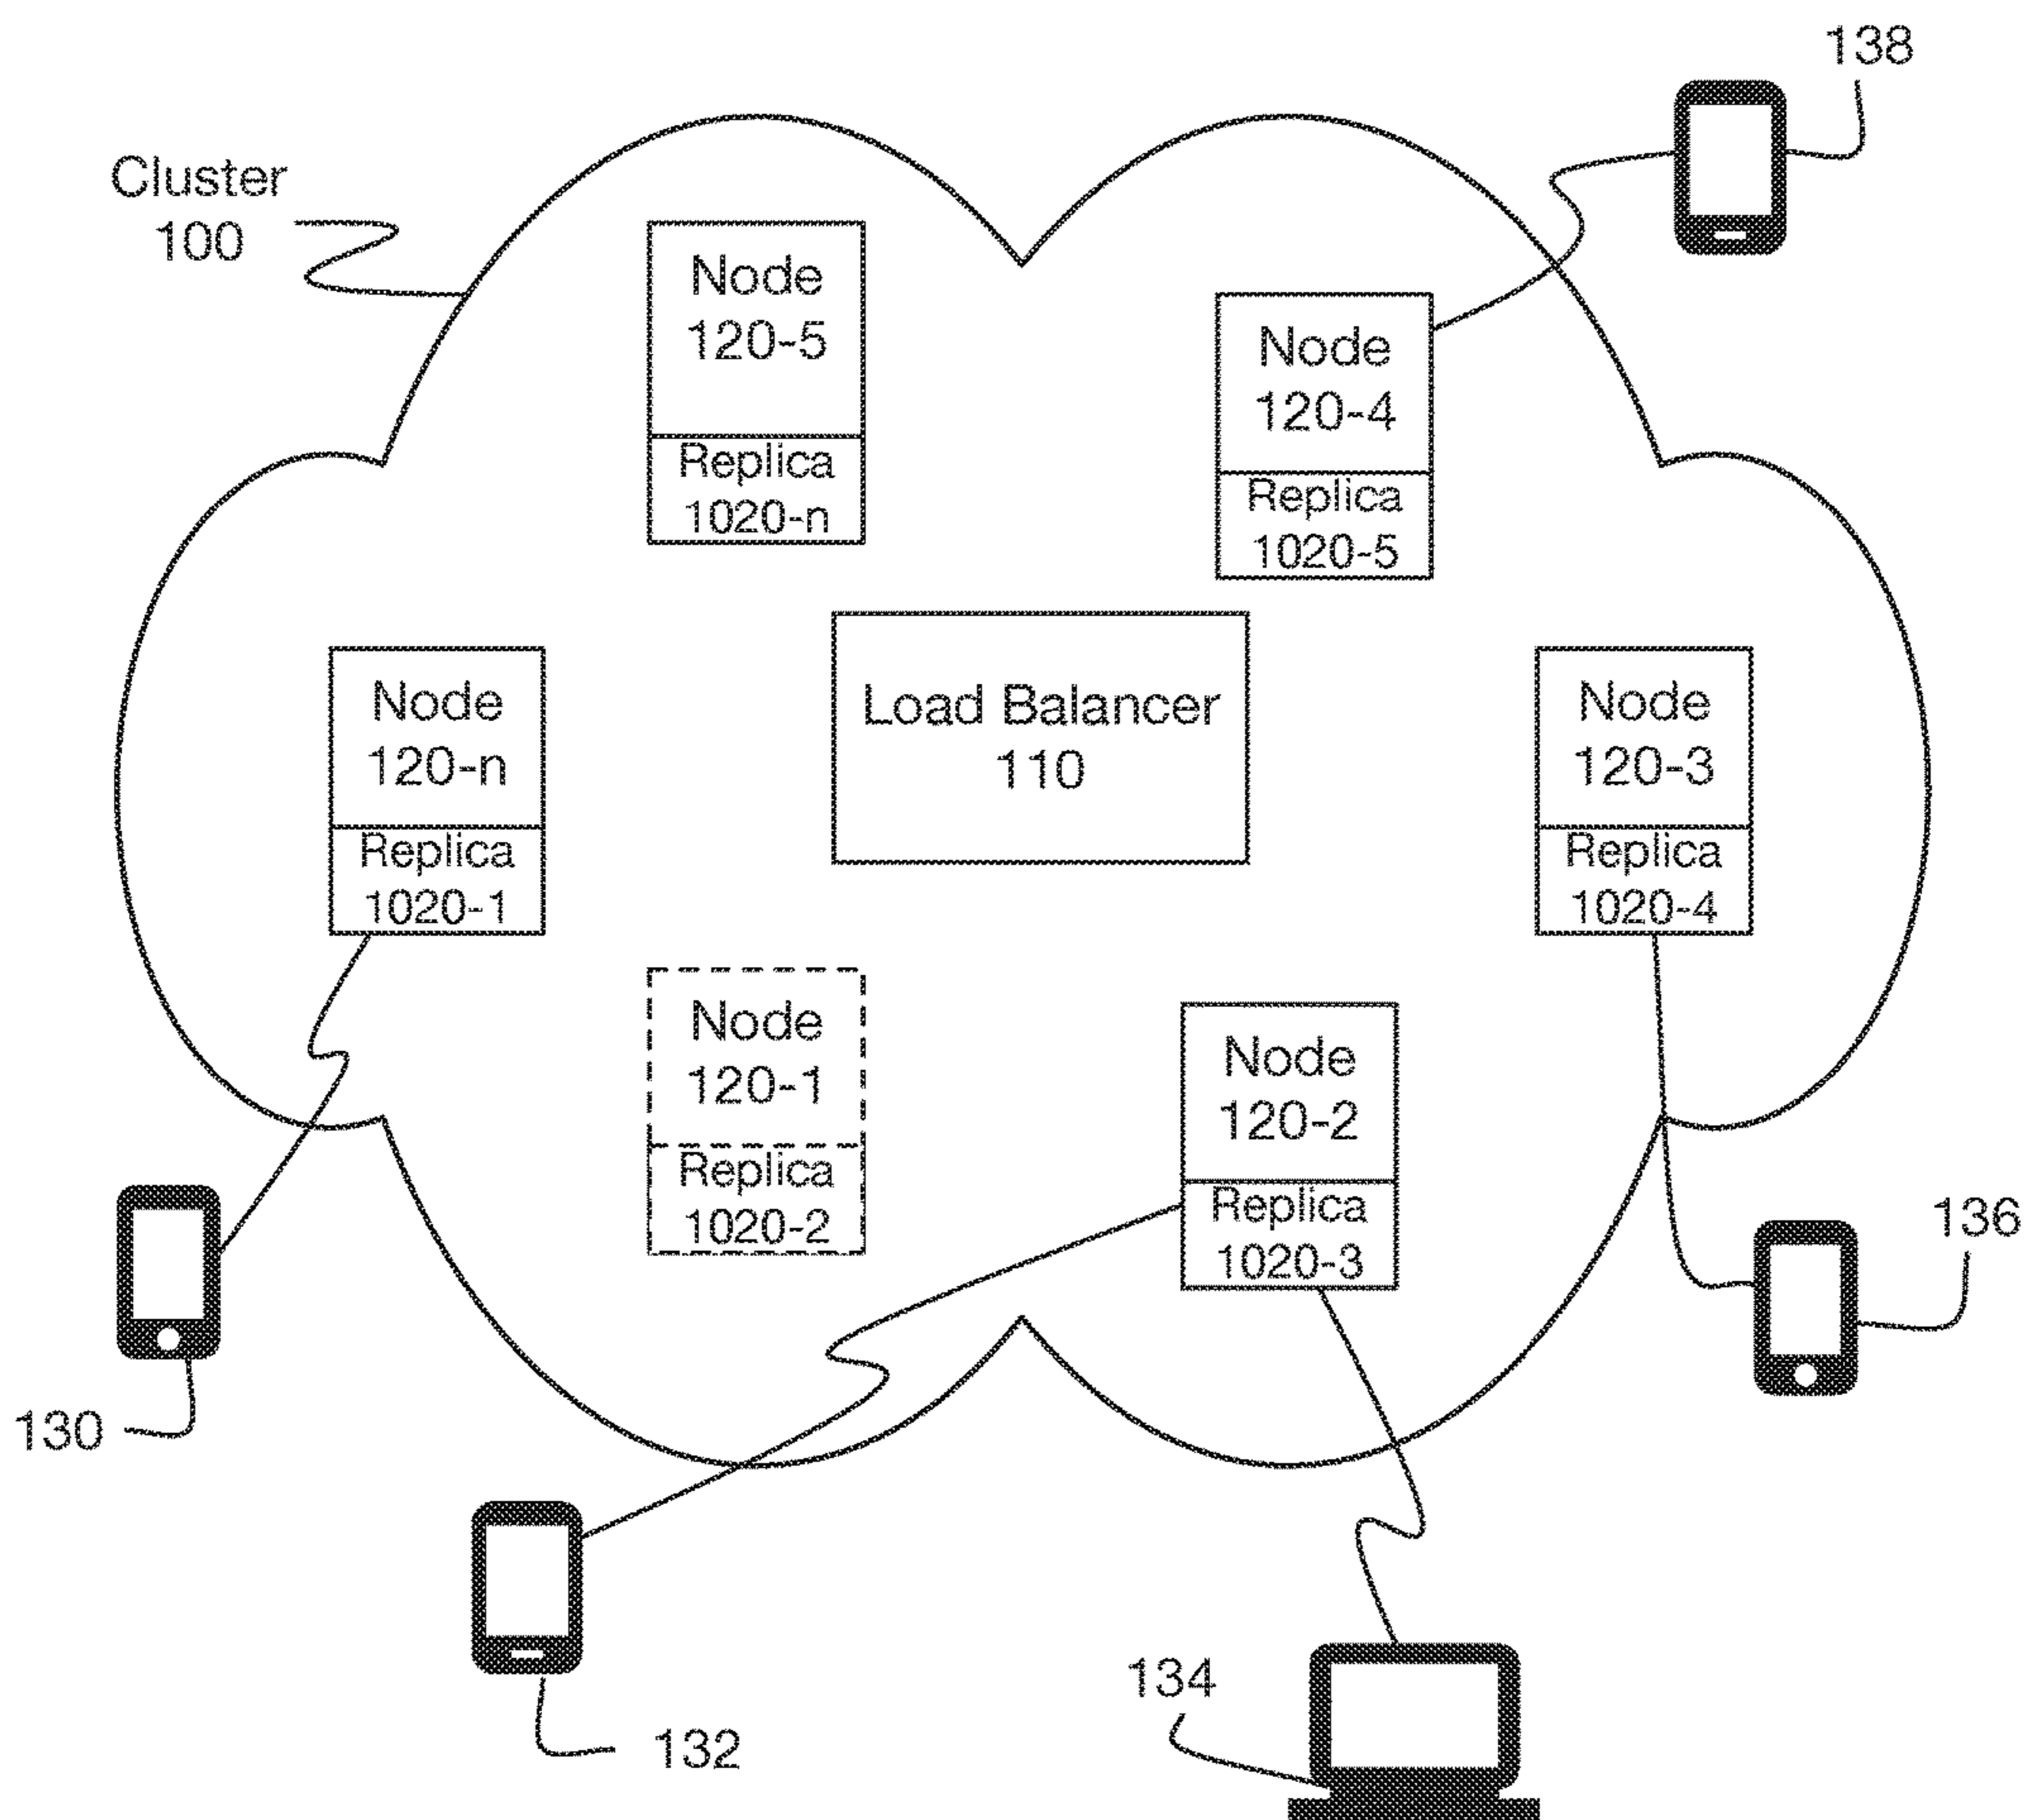 138
Cluster
100
Node
120-5
Replica
1020-n
Node
120-4
Replica
1020-5
Node
120-n
Replica
1020-1
Load Balancer
110
Node
120-3
Replica
1020-4
Node
120-1
Replica
1020-2
Node
120-2
Replica
1020-3
136
130
134
132